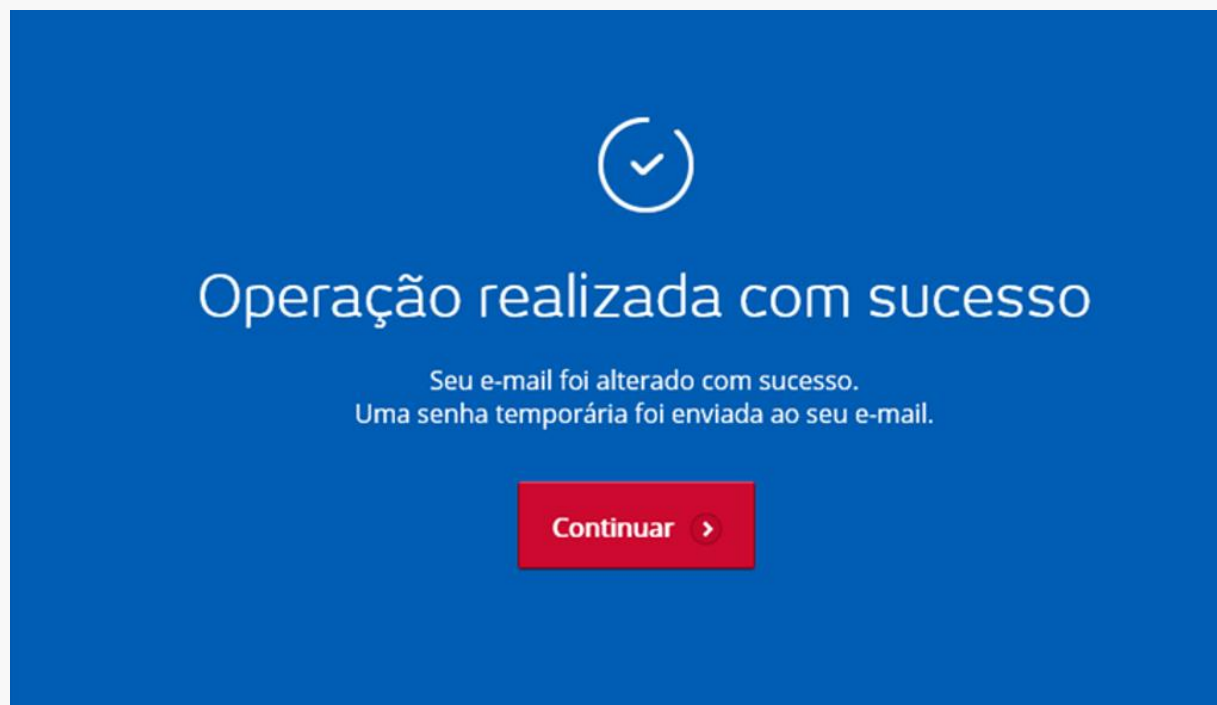 Operação realizada com sucesso
Seu e-mail foi alterado com sucesso.
Uma senha temporária foi enviada ao seu e-mail.
Continuar